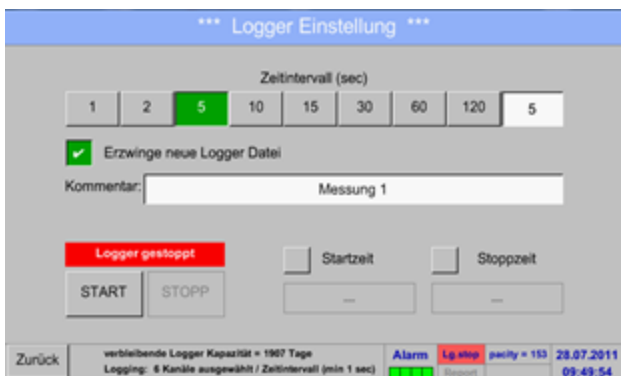 *** Logger Einstellung ***
Zeitintervall (sec)
1 2 5 10 15 30 60 120 5
Erzwinge neue Logger Datei
Kommentar: Messung 1
Logger gestoppt Startzeit Stoppzeit
START STOPP --- ---
Zurück verbleibende Logger Kapazität = 1907 Tage Alarm Lg.stop pacity = 153 28.07.2011
Logging: 6 Kanäle ausgewählt / Zeitintervall (min 1 sec) Report 09:49:54